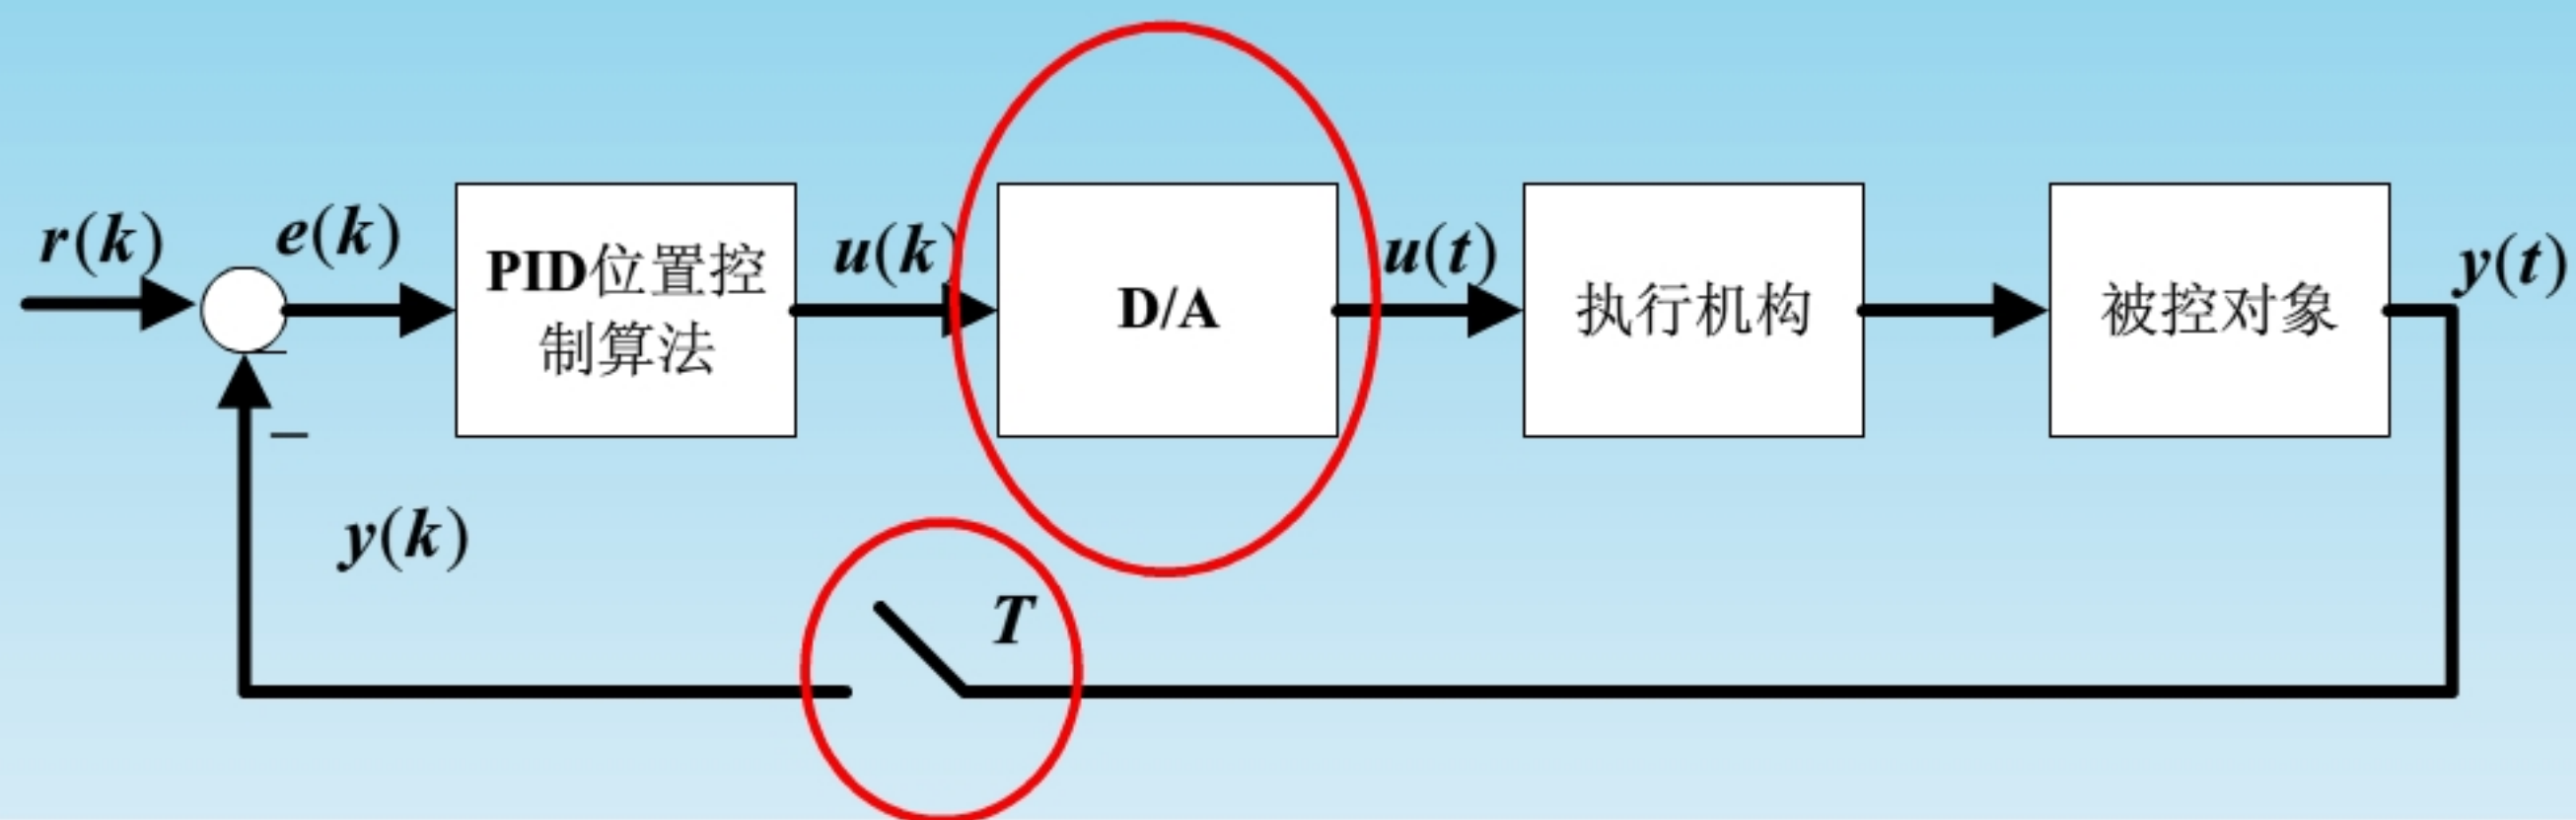 r(k)
e(k)
PID位置控
制算法
u(k)
D/A
u(t)
执行机构
被控对象
y(t)
−
y(k)
T